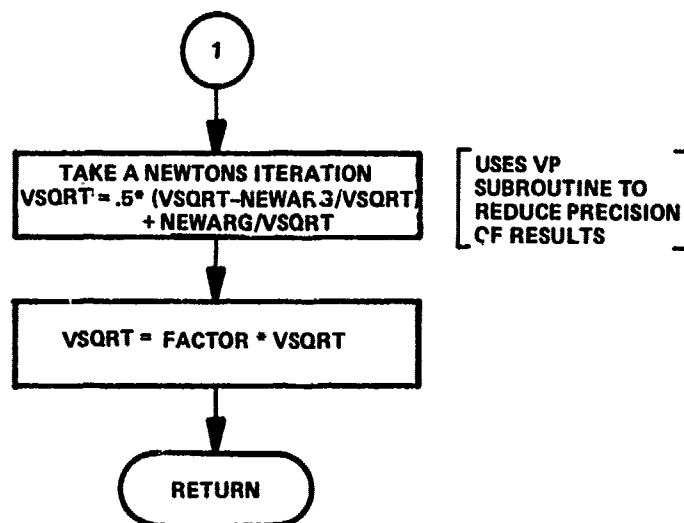 1
TAKE A NEWTONS ITERATION
VSQRT = .5* (VSQRT-NEWARG/VSQRT)
+ NEWARG/VSQRT
USES VP
SUBROUTINE TO
REDUCE PRECISION
OF RESULTS
VSQRT = FACTOR * VSQRT
RETURN